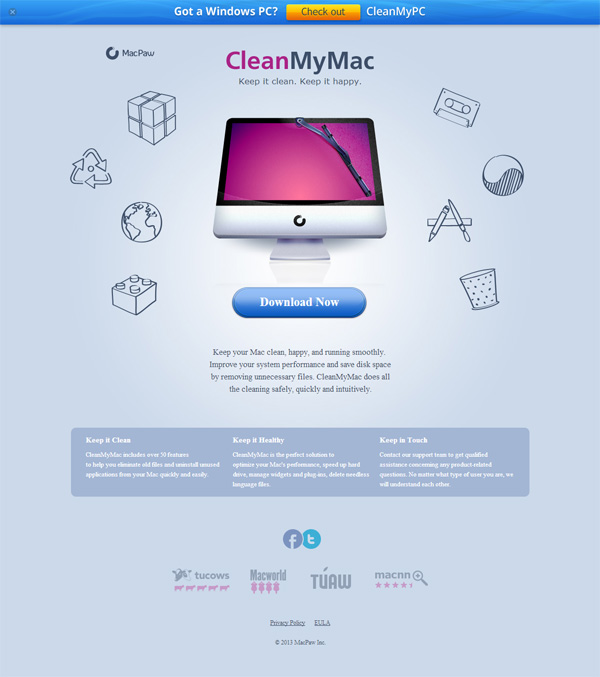 Got a Windows PC? Check out CleanMyPC
MacPaw
CleanMyMac
Keep it clean. Keep it happy.
Download Now
Keep your Mac clean, happy, and running smoothly.
Improve your system performance and save disk space
by removing unnecessary files. CleanMyMac does all
the cleaning safely, quickly and intuitively.
Keep it Clean
CleanMyMac includes over 50 features
to help you eliminate old files and uninstall unused
applications from your Mac quickly and easily.
Keep it Healthy
CleanMyMac is the perfect solution to
optimize your Mac's performance, speed up hard
drive, manage widgets and plug-ins, delete needless
language files.
Keep in Touch
Contact our support team to get qualified
assistance concerning any product-related
questions. No matter what type of user you are, we
will understand each other.
tucows
Macworld
TÚAW
macnn
Privacy Policy EULA
© 2013 MacPaw Inc.